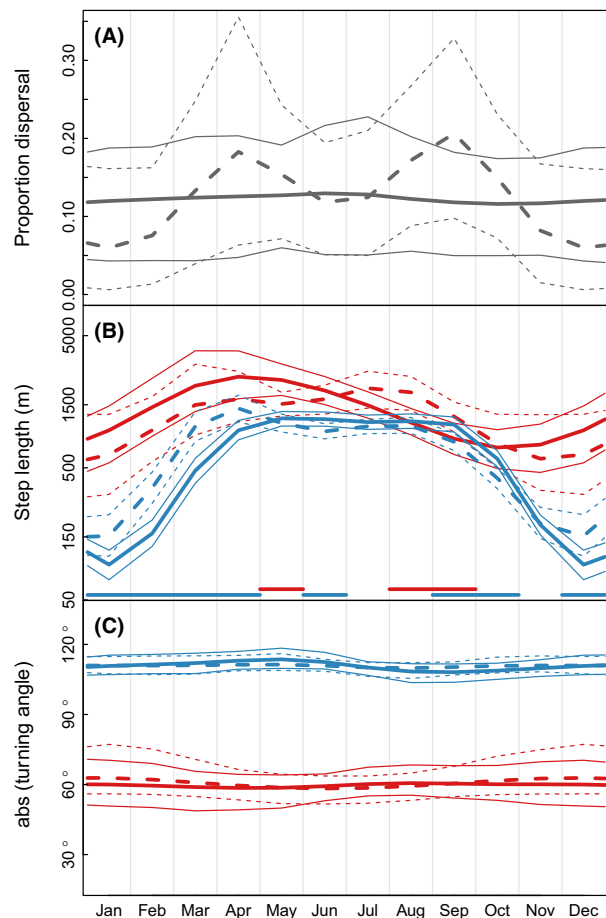 (A)
Proportion dispersal
0.30
0.20
0.10
0.00
(B)
Step length (m)
5000
1500
500
150
50
(C)
abs (turning angle)
120 °
90 °
60 °
30 °
Jan Feb Mar Apr May Jun Jul Aug Sep Oct Nov Dec